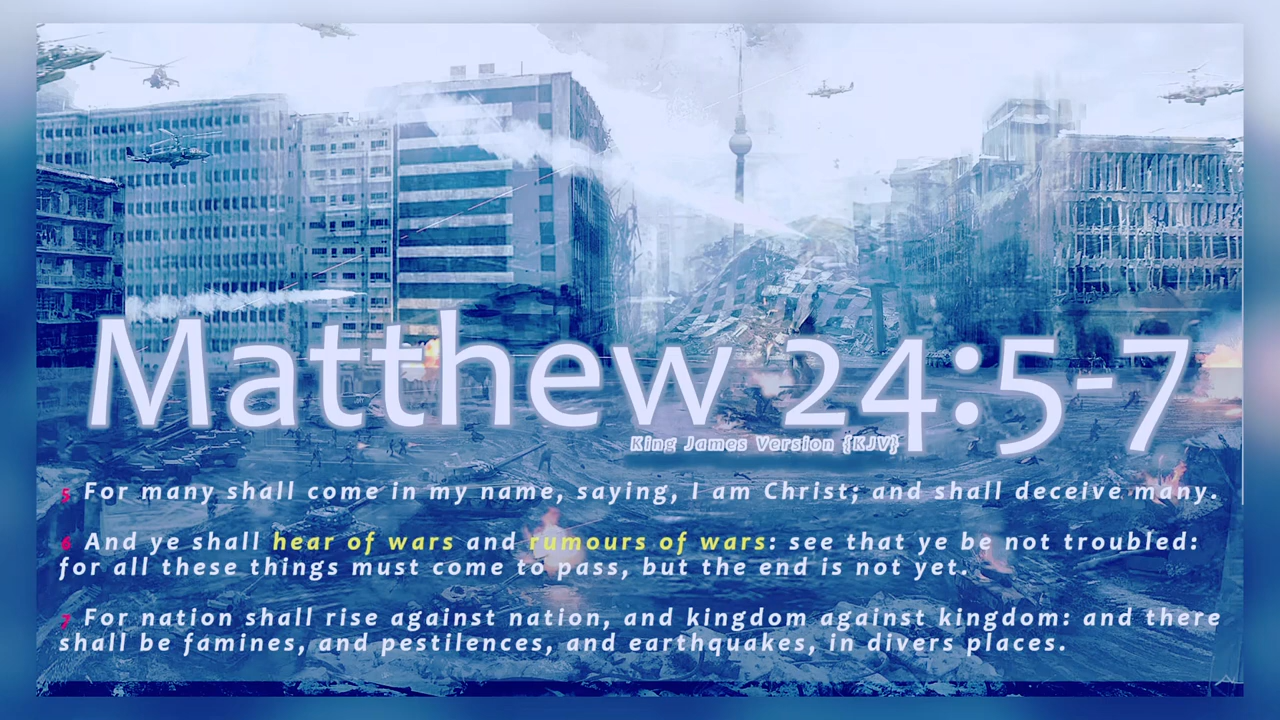 Matthew 24:5-7
King James Version {KJV}
5 For many shall come in my name, saying, I am Christ; and shall deceive many.
6 And ye shall hear of wars and rumours of wars: see that ye be not troubled:
for all these things must come to pass, but the end is not yet.
7 For nation shall rise against nation, and kingdom against kingdom: and there
shall be famines, and pestilences, and earthquakes, in divers places.